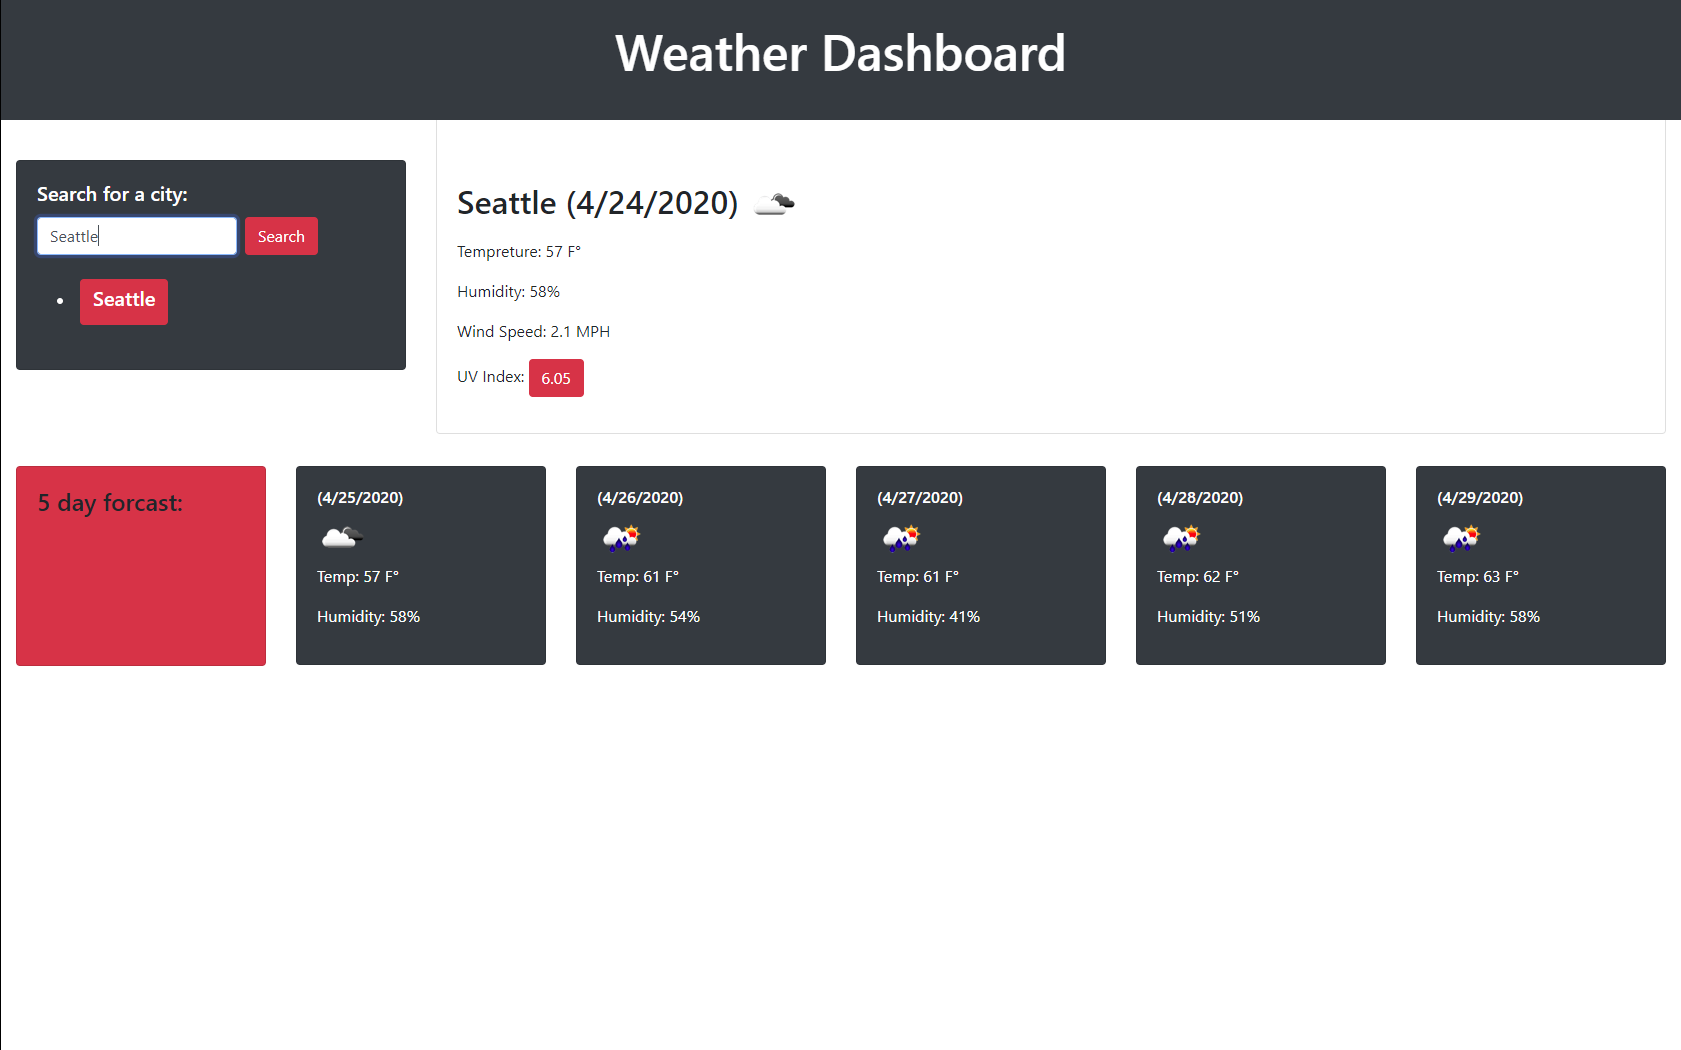 Weather Dashboard
Search for a city:
Seattle
Search
Seattle
Seattle (4/24/2020)
Tempreture: 57 F°
Humidity: 58%
Wind Speed: 2.1 MPH
UV Index: 6.05
5 day forcast:
(4/25/2020)
Temp: 57 F°
Humidity: 58%
(4/26/2020)
Temp: 61 F°
Humidity: 54%
(4/27/2020)
Temp: 61 F°
Humidity: 41%
(4/28/2020)
Temp: 62 F°
Humidity: 51%
(4/29/2020)
Temp: 63 F°
Humidity: 58%